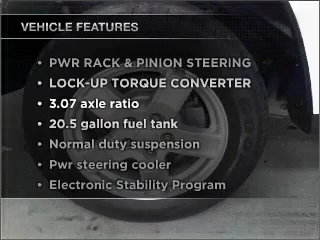 VEHICLE FEATURES
• PWR RACK & PINION STEERING
• LOCK-UP TORQUE CONVERTER
• 3.07 axle ratio
• 20.5 gallon fuel tank
• Normal duty suspension
• Pwr steering cooler
• Electronic Stability Program